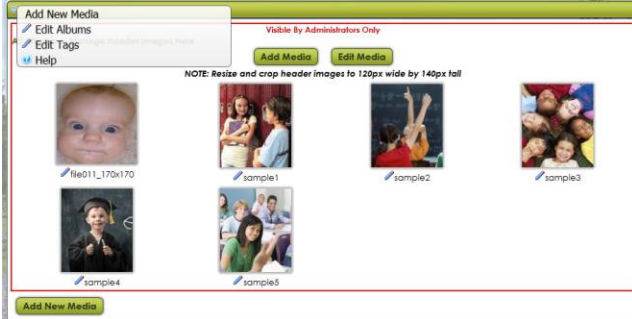 Add New Media
Edit Albums
Edit Tags
Help
Visible By Administrators Only
Add Media
Edit Media
NOTE: Resize and crop header images to 120px wide by 140px tall
file011_170x170
sample1
sample2
sample3
sample4
sample5
Add New Media